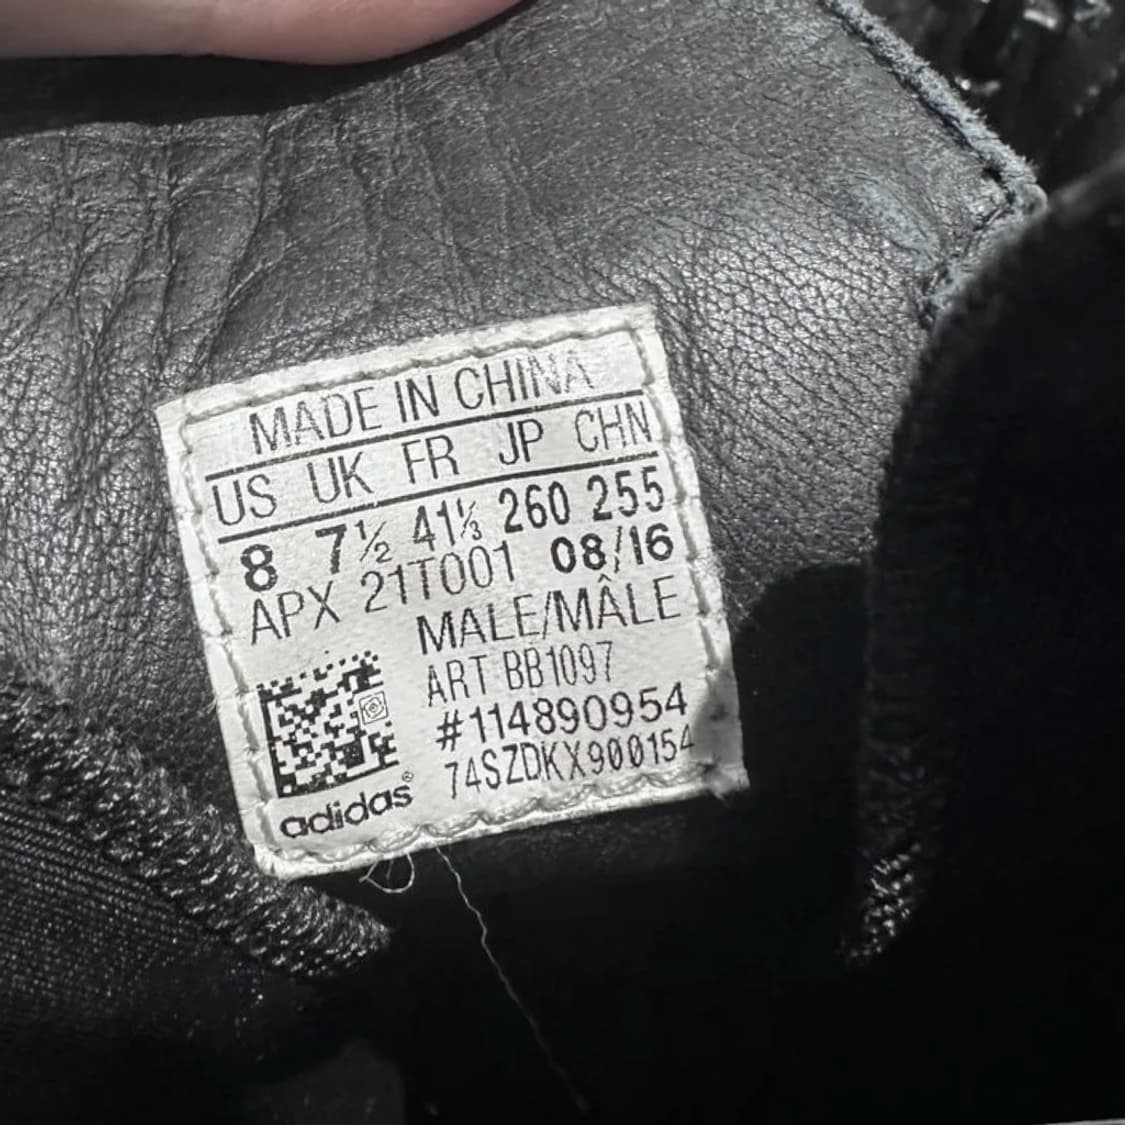 MADE IN CHINA
US UK FR JP CHN
8 7½ 41⅓ 260 255
APX 21T001 08/16
MALE/MÂLE
ART BB1097
#114890954
74SZDKX900154
adidas®